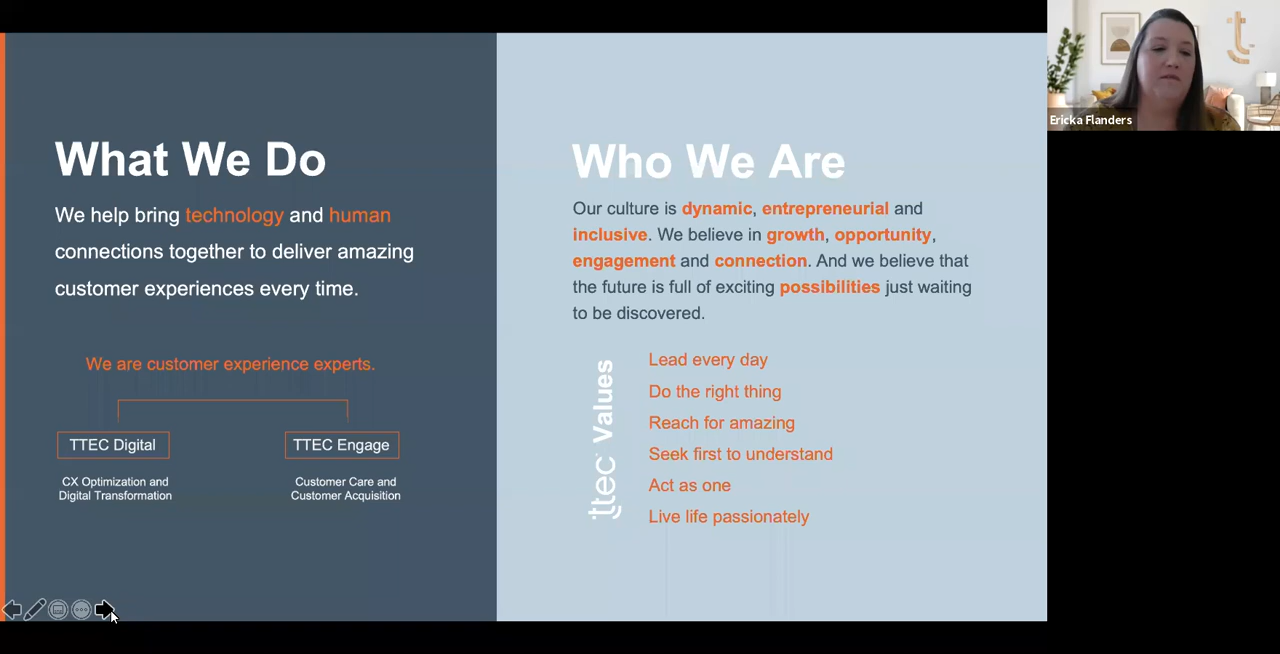 What We Do
We help bring technology and human
connections together to deliver amazing
customer experiences every time.
We are customer experience experts.
TTEC Digital
TTEC Engage
CX Optimization and
Digital Transformation
Customer Care and
Customer Acquisition
Who We Are
Our culture is dynamic, entrepreneurial and
inclusive. We believe in growth, opportunity,
engagement and connection. And we believe that
the future is full of exciting possibilities just waiting
to be discovered.
ttec Values
Lead every day
Do the right thing
Reach for amazing
Seek first to understand
Act as one
Live life passionately
t
Ericka Flanders